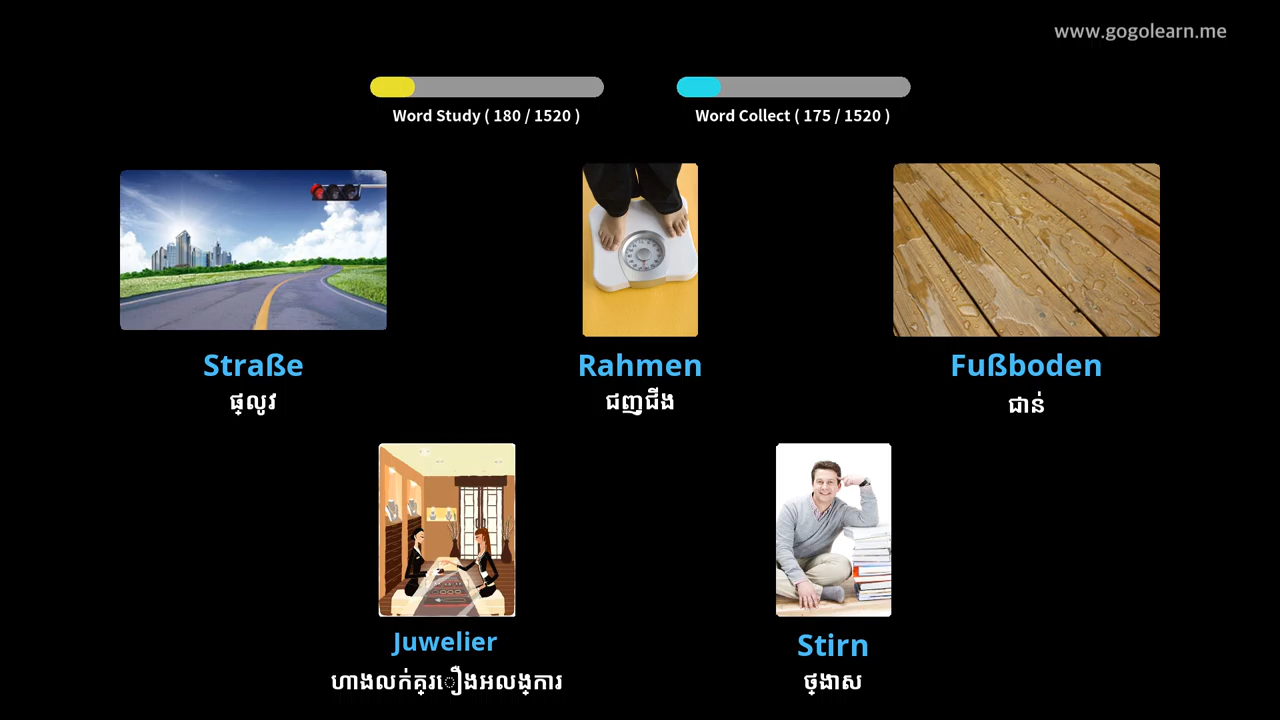 www.gogolearn.me
Word Study ( 180 / 1520 )
Word Collect ( 175 / 1520 )
Straße
ផ្លូវ
Rahmen
ជញ្ជីង
Fußboden
ជាន់
Juwelier
ហាងលក់គ្រឿងអលង្ការ
Stirn
ថ្ងាស